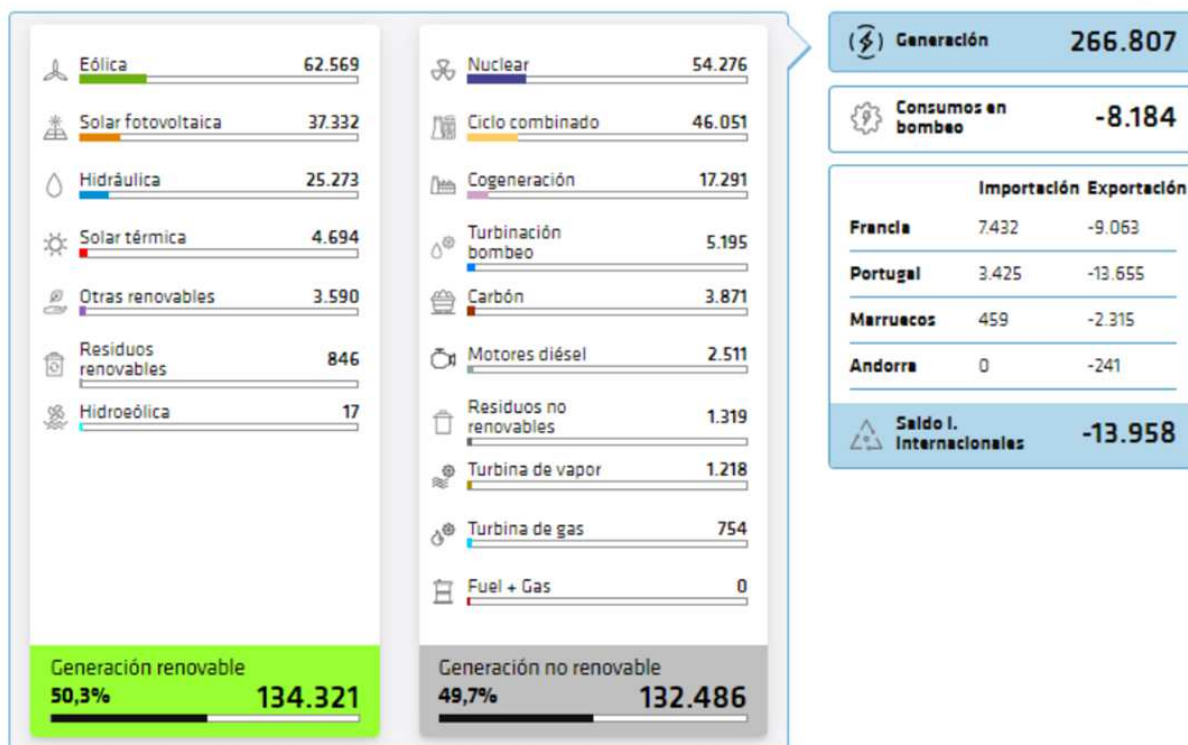 Eólica 62.569
Solar fotovoltaica 37.332
Hidráulica 25.273
Solar térmica 4.694
Otras renovables 3.590
Residuos
renovables 846
Hidroeólica 17
Generación renovable
50,3% 134.321
Nuclear 54.276
Ciclo combinado 46.051
Cogeneración 17.291
Turbinación
bombeo 5.195
Carbón 3.871
Motores diésel 2.511
Residuos no
renovables 1.319
Turbina de vapor 1.218
Turbina de gas 754
Fuel + Gas 0
Generación no renovable
49,7% 132.486
Generación 266.807
Consumos en
bombeo -8.184
Importación Exportación
Francia 7.432 -9.063
Portugal 3.425 -13.655
Marruecos 459 -2.315
Andorra 0 -241
Saldo I.
Internacionales -13.958